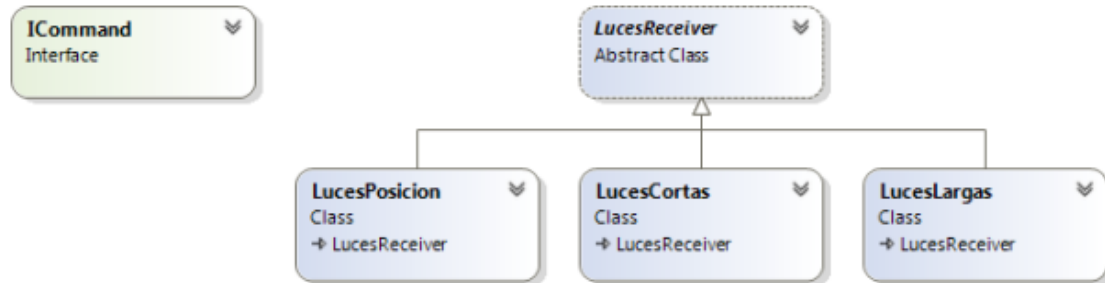 ICommand
Interface
LucesReceiver
Abstract Class
LucesPosicion
Class
LucesReceiver
LucesCortas
Class
LucesReceiver
LucesLargas
Class
LucesReceiver